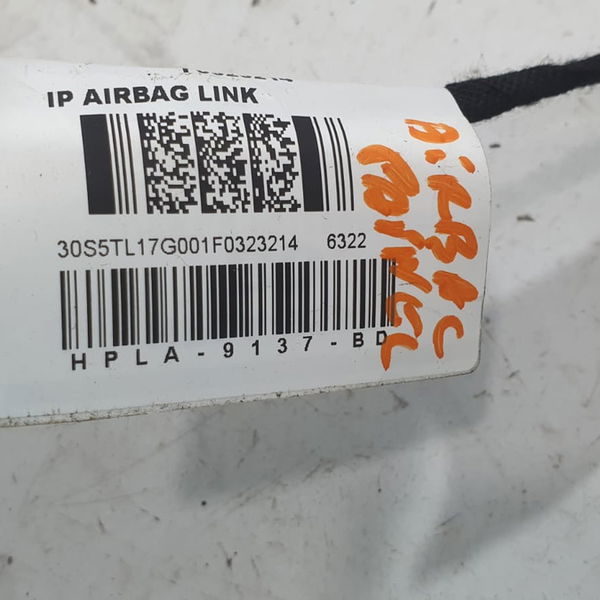 IP AIRBAG LINK
30S5TL17G001F0323214 6322
HPLA-9137-BD